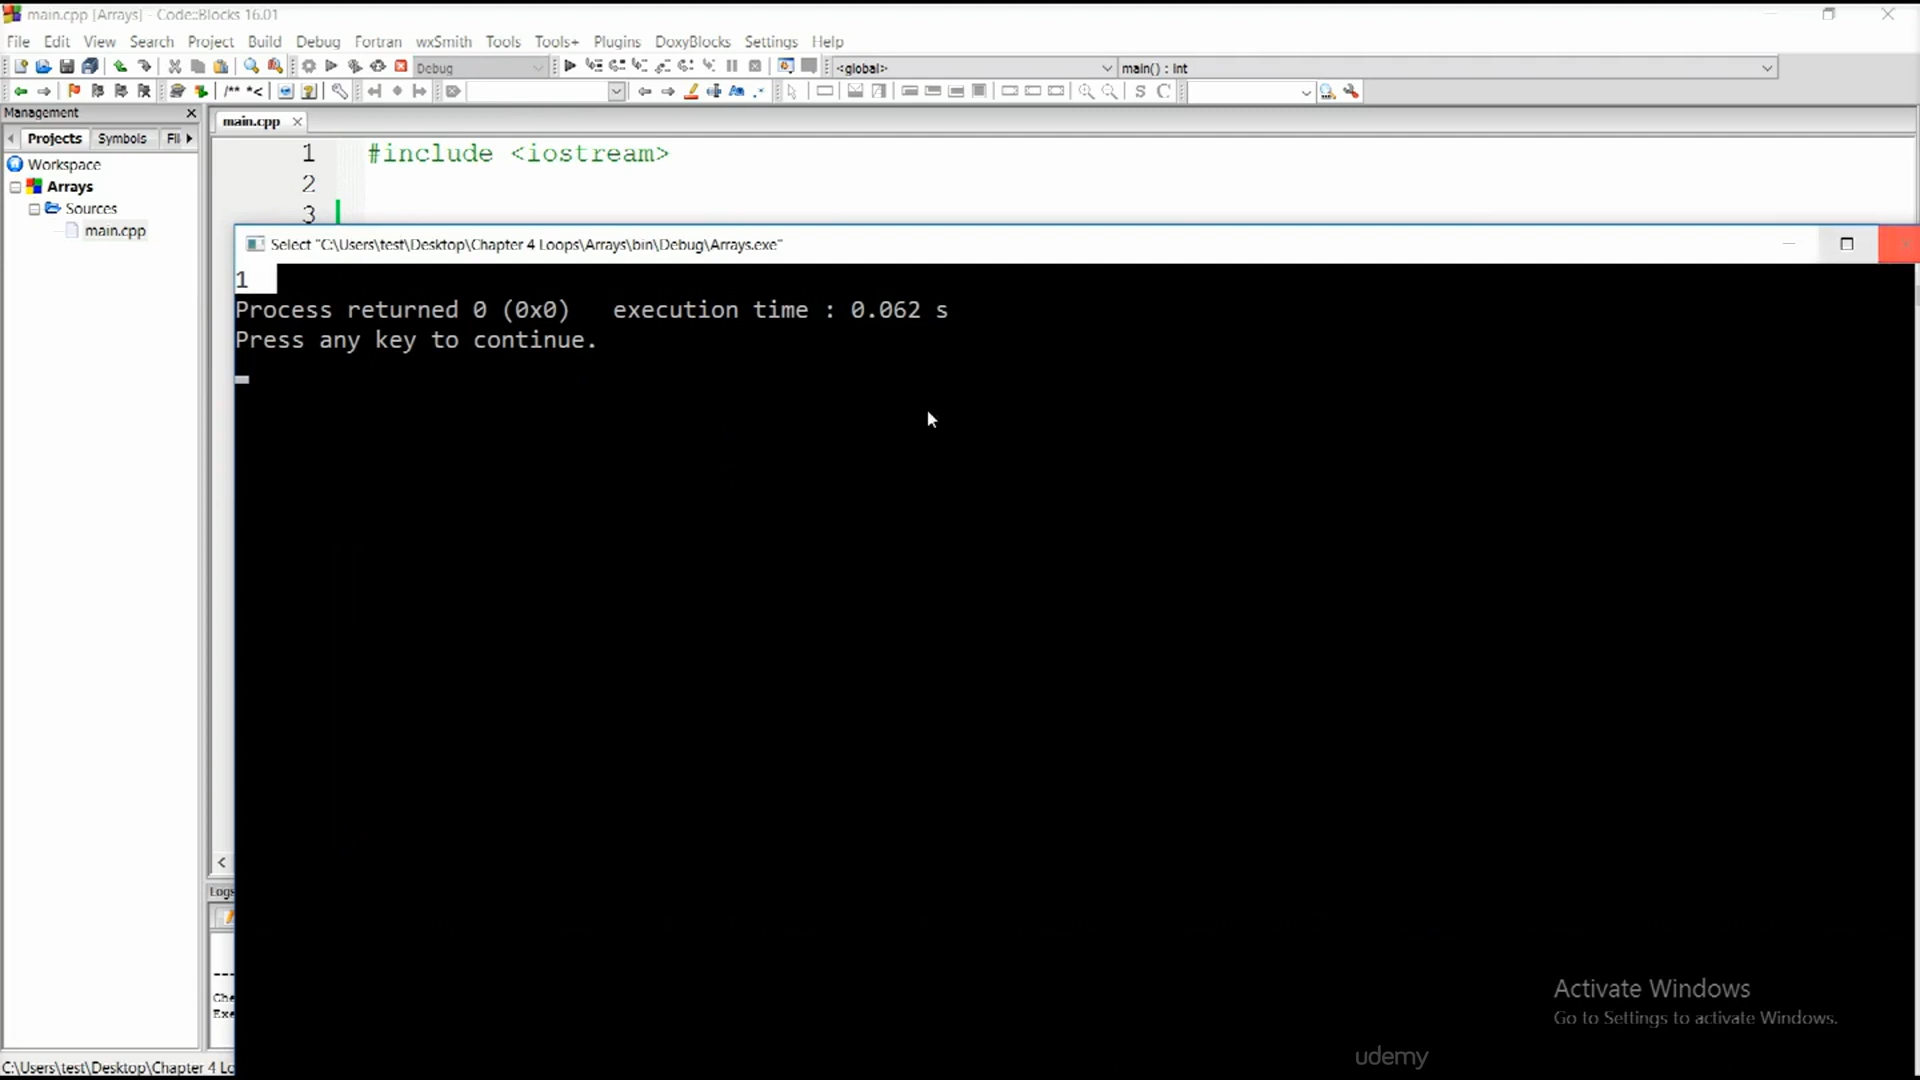 main.cpp [Arrays] - Code::Blocks 16.01
File Edit View Search Project Build Debug Fortran wxSmith Tools Tools+ Plugins DoxyBlocks Settings Help
Debug <global> main() : int
/** *<
S C
Management
main.cpp
Projects Symbols Fil
Workspace
Arrays
Sources
main.cpp
1 #include <iostream>
2
3
Select "C:\Users\test\Desktop\Chapter 4 Loops\Arrays\bin\Debug\Arrays.exe"
1
Process returned 0 (0x0)   execution time : 0.062 s
Press any key to continue.
Logs
Che
Exe
Activate Windows
Go to Settings to activate Windows.
udemy
C:\Users\test\Desktop\Chapter 4 Lo